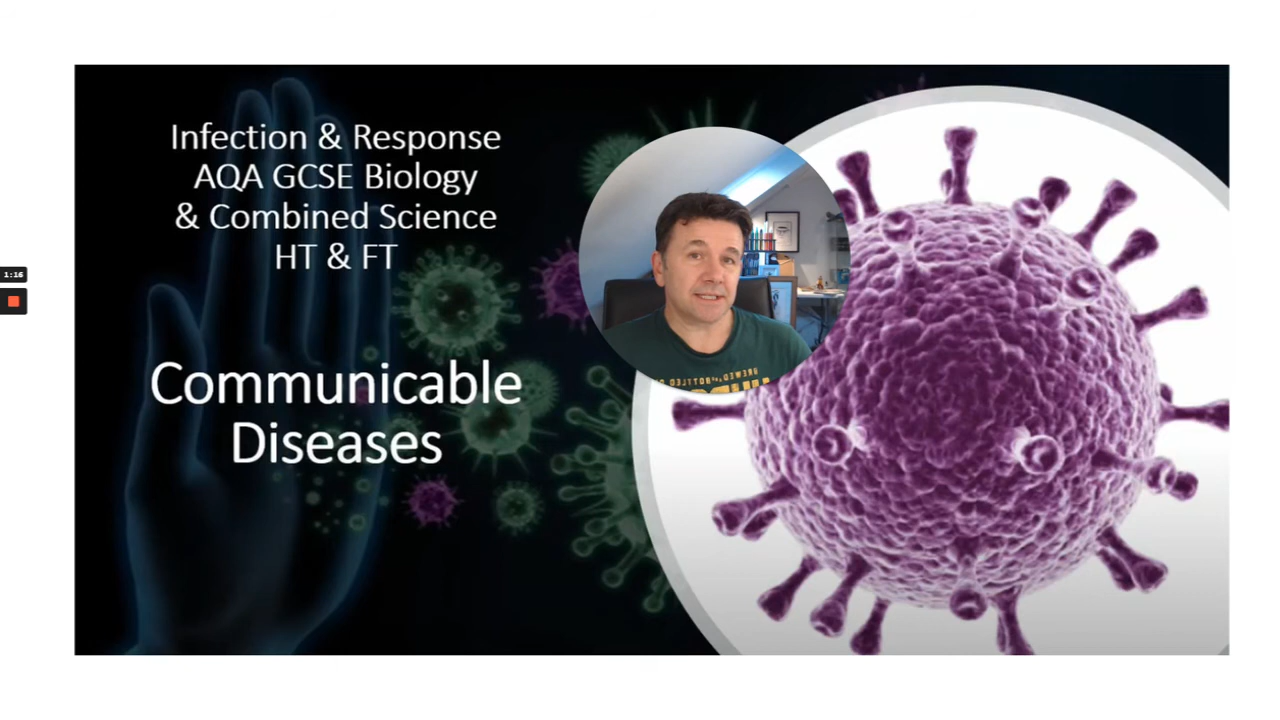 Infection & Response
AQA GCSE Biology
& Combined Science
HT & FT
Communicable
Diseases
1:16